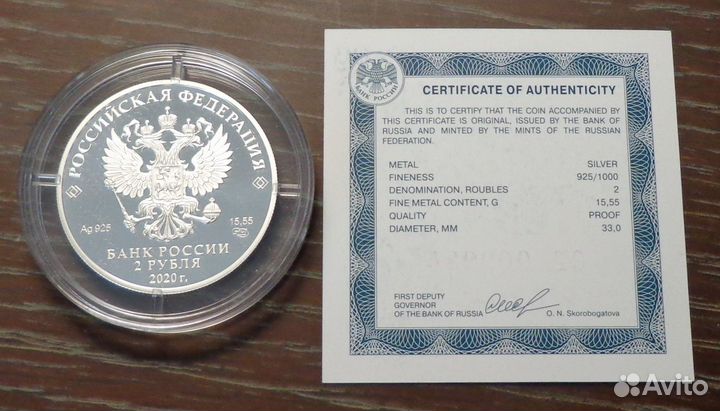 РОССИЙСКАЯ ФЕДЕРАЦИЯ
Ag 925
15,55
БАНК РОССИИ
2 РУБЛЯ
2020 г.
БАНК РОССИИ
CERTIFICATE OF AUTHENTICITY
THIS IS TO CERTIFY THAT THE COIN ACCOMPANIED BY
THIS CERTIFICATE IS ORIGINAL, ISSUED BY THE BANK OF
RUSSIA AND MINTED BY THE MINTS OF THE RUSSIAN
FEDERATION.
METAL SILVER
FINENESS 925/1000
DENOMINATION, ROUBLES 2
FINE METAL CONTENT, G 15,55
QUALITY PROOF
DIAMETER, MM 33,0
FIRST DEPUTY
GOVERNOR
OF THE BANK OF RUSSIA O. N. Skorobogatova
Avito